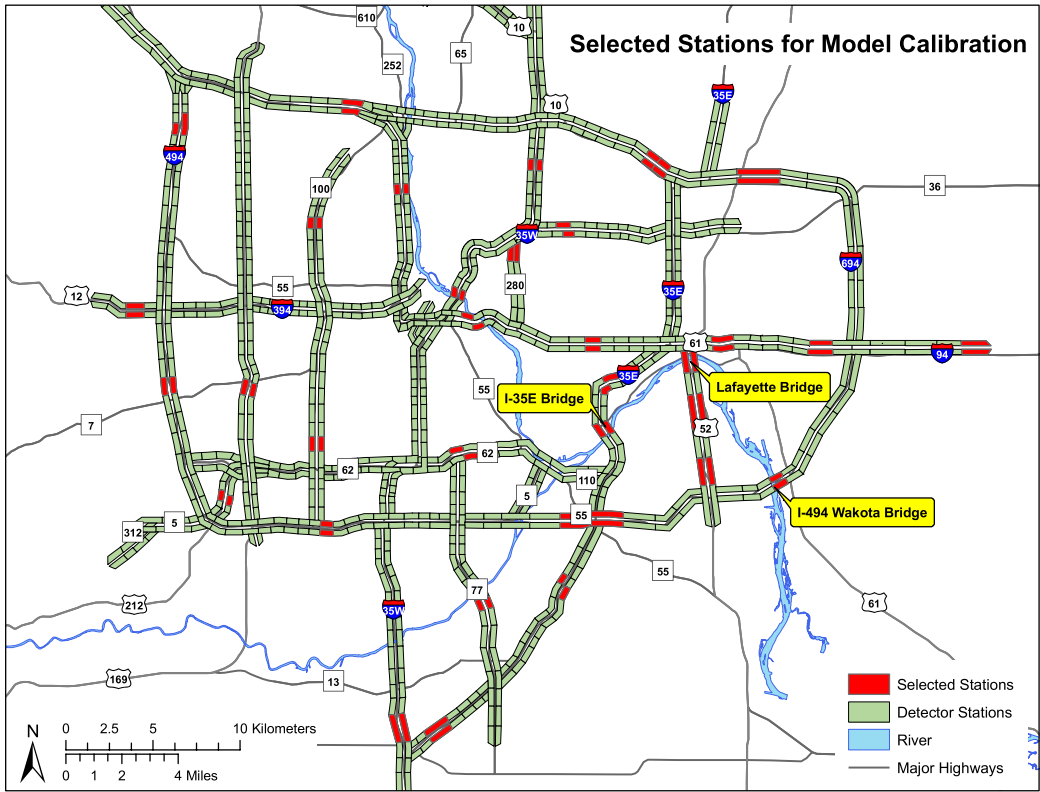 Selected Stations for Model Calibration
610
10
65
252
35E
10
494
100
36
35W
694
55
280
12
394
35E
61
94
35E
Lafayette Bridge
I-35E Bridge
55
7
52
62
62
110
5
I-494 Wakota Bridge
5
55
312
55
77
212
35W
61
169
13
Selected Stations
Detector Stations
River
Major Highways
N
0 2.5 5 10 Kilometers
0 1 2 4 Miles